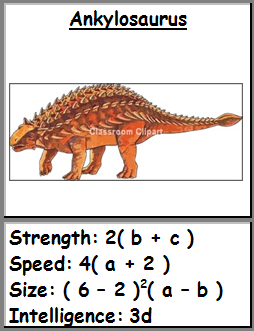 Ankylosaurus
Classroom Clipart
Strength: 2( b + c )
Speed: 4( a + 2 )
Size: ( 6 – 2 )²( a – b )
Intelligence: 3d